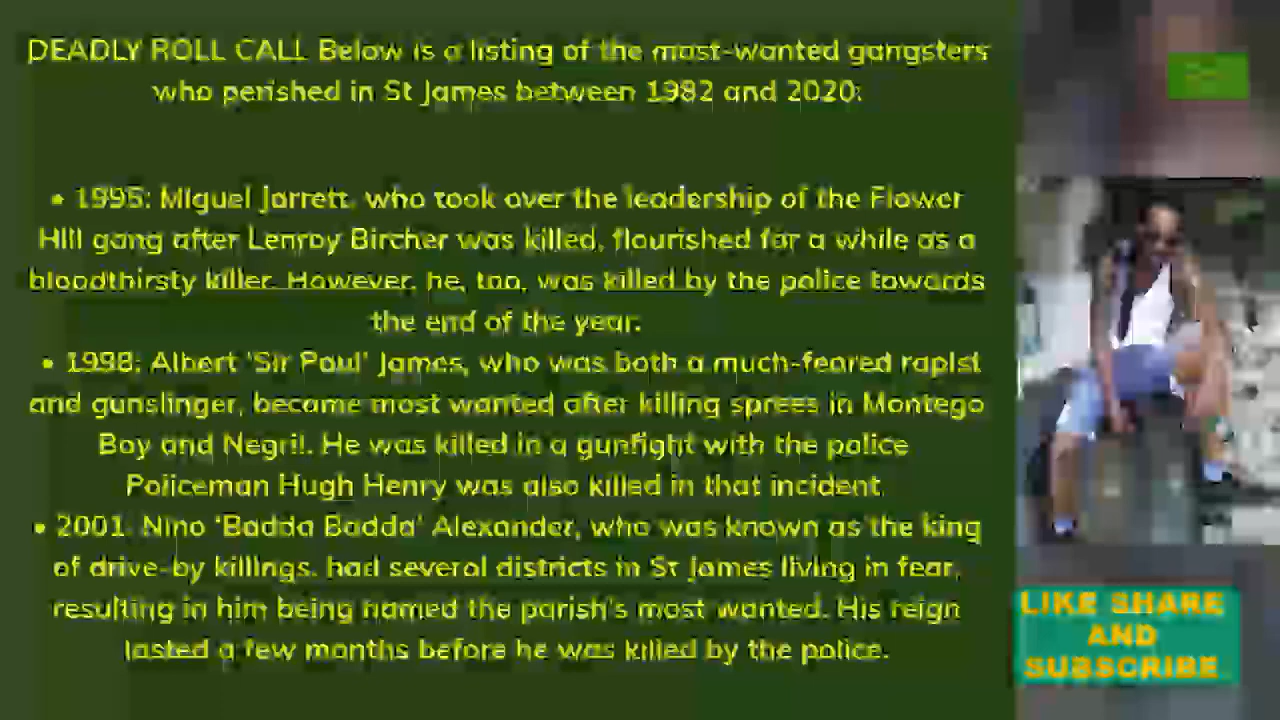 DEADLY ROLL CALL Below is a listing of the most-wanted gangsters
who perished in St James between 1982 and 2020:
• 1995: Miguel Jarrett, who took over the leadership of the Flower
Hill gang after Lenroy Bircher was killed, flourished for a while as a
bloodthirsty killer. However, he, too, was killed by the police towards
the end of the year.
• 1998: Albert 'Sir Paul' James, who was both a much-feared rapist
and gunslinger, became most wanted after killing sprees in Montego
Bay and Negril. He was killed in a gunfight with the police
Policeman Hugh Henry was also killed in that incident.
• 2001: Nino 'Badda Badda' Alexander, who was known as the king
of drive-by killings, had several districts in St James living in fear,
resulting in him being named the parish's most wanted. His reign
lasted a few months before he was killed by the police.
LIKE SHARE
AND
SUBSCRIBE